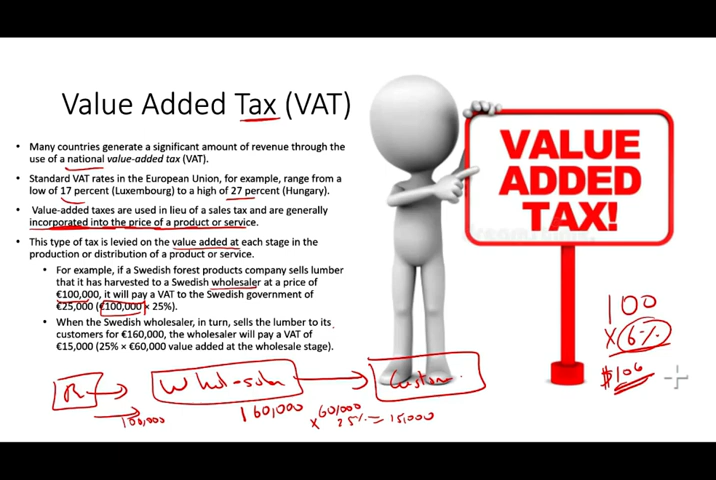 Value Added Tax (VAT)
• Many countries generate a significant amount of revenue through the
use of a national value-added tax (VAT).
• Standard VAT rates in the European Union, for example, range from a
low of 17 percent (Luxembourg) to a high of 27 percent (Hungary).
• Value-added taxes are used in lieu of a sales tax and are generally
incorporated into the price of a product or service.
• This type of tax is levied on the value added at each stage in the
production or distribution of a product or service.
• For example, if a Swedish forest products company sells lumber
that it has harvested to a Swedish wholesaler at a price of
€100,000, it will pay a VAT to the Swedish government of
€25,000 (€100,000 × 25%).
• When the Swedish wholesaler, in turn, sells the lumber to its
customers for €160,000, the wholesaler will pay a VAT of
€15,000 (25% × €60,000 value added at the wholesale stage).
VALUE
ADDED
TAX!
100
× 6%
$106
100,000
160,000
60,000
× 25% = 15,000